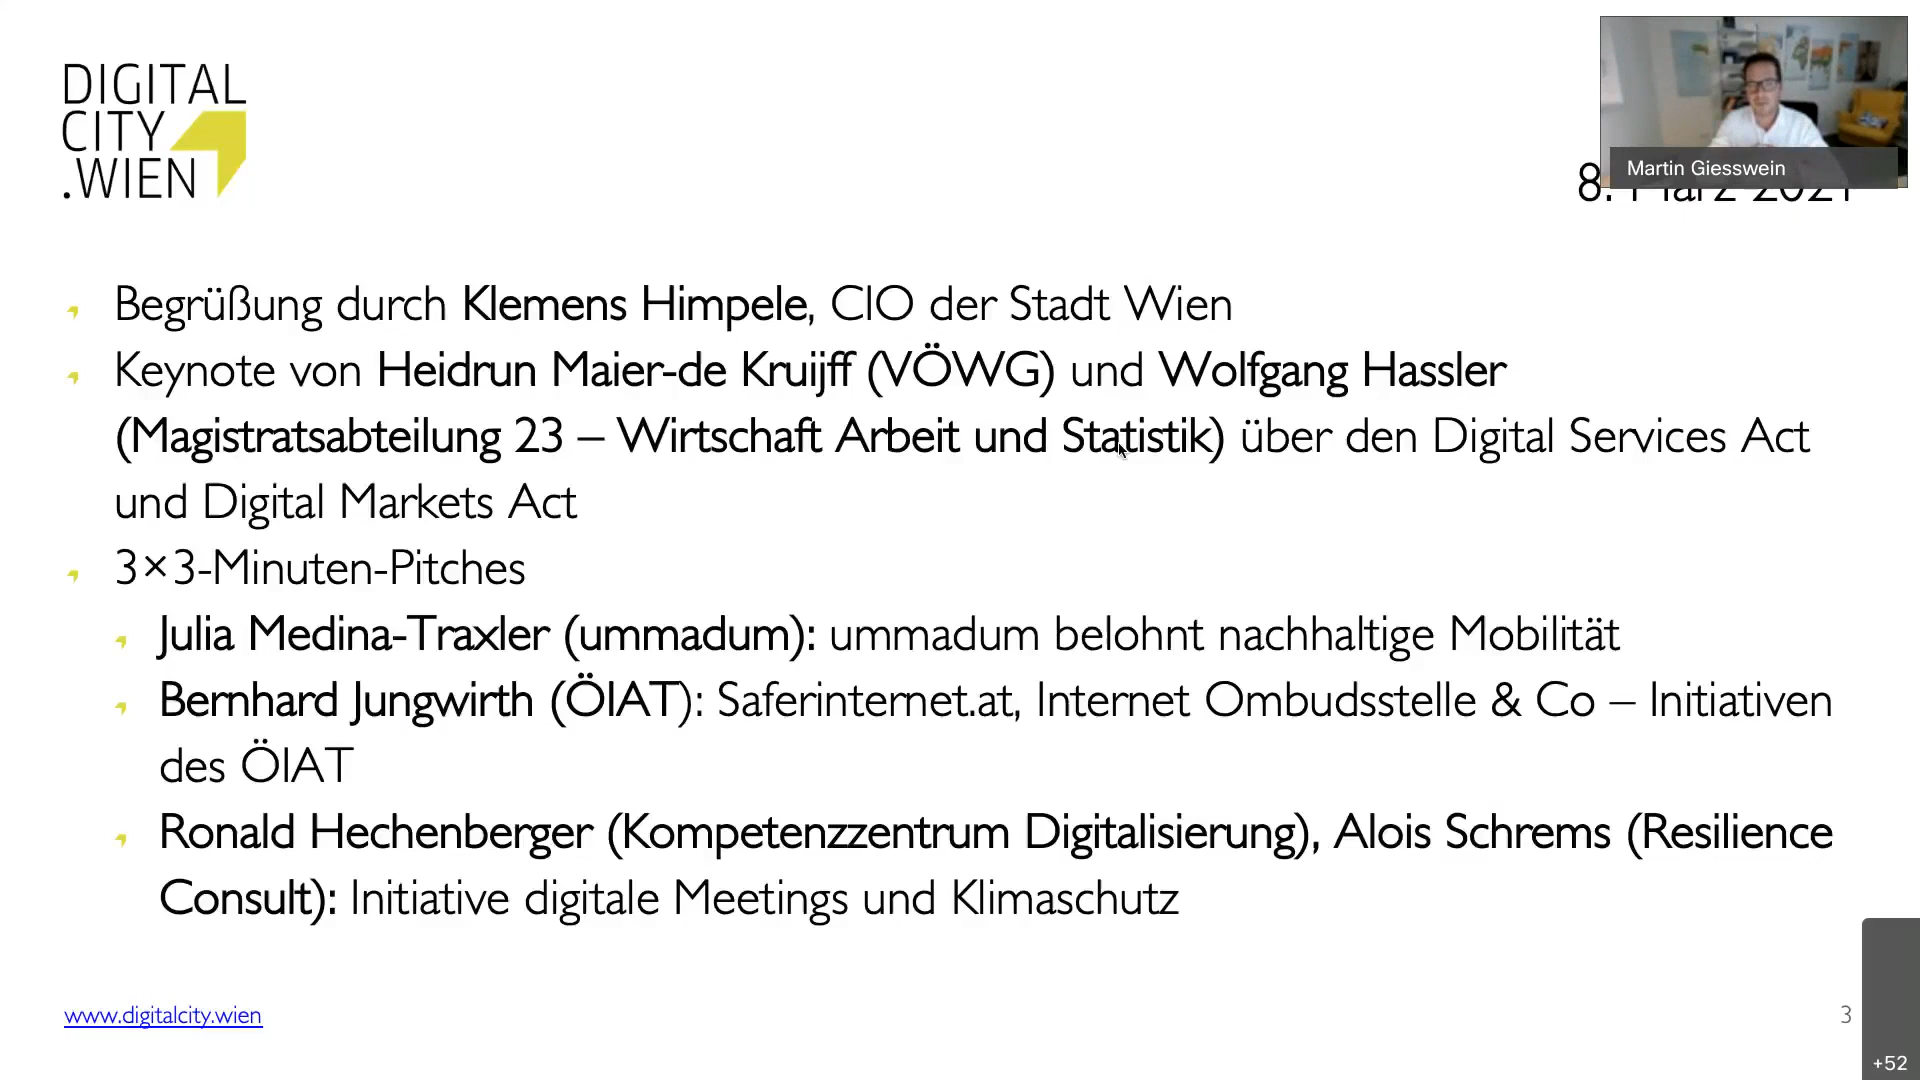 DIGITAL
CITY
.WIEN
Martin Giesswein
8. März 2021
Begrüßung durch Klemens Himpele, CIO der Stadt Wien
Keynote von Heidrun Maier-de Kruijff (VÖWG) und Wolfgang Hassler
(Magistratsabteilung 23 – Wirtschaft Arbeit und Statistik) über den Digital Services Act
und Digital Markets Act
3×3-Minuten-Pitches
Julia Medina-Traxler (ummadum): ummadum belohnt nachhaltige Mobilität
Bernhard Jungwirth (ÖIAT): Saferinternet.at, Internet Ombudsstelle & Co – Initiativen
des ÖIAT
Ronald Hechenberger (Kompetenzzentrum Digitalisierung), Alois Schrems (Resilience
Consult): Initiative digitale Meetings und Klimaschutz
www.digitalcity.wien
3
+52